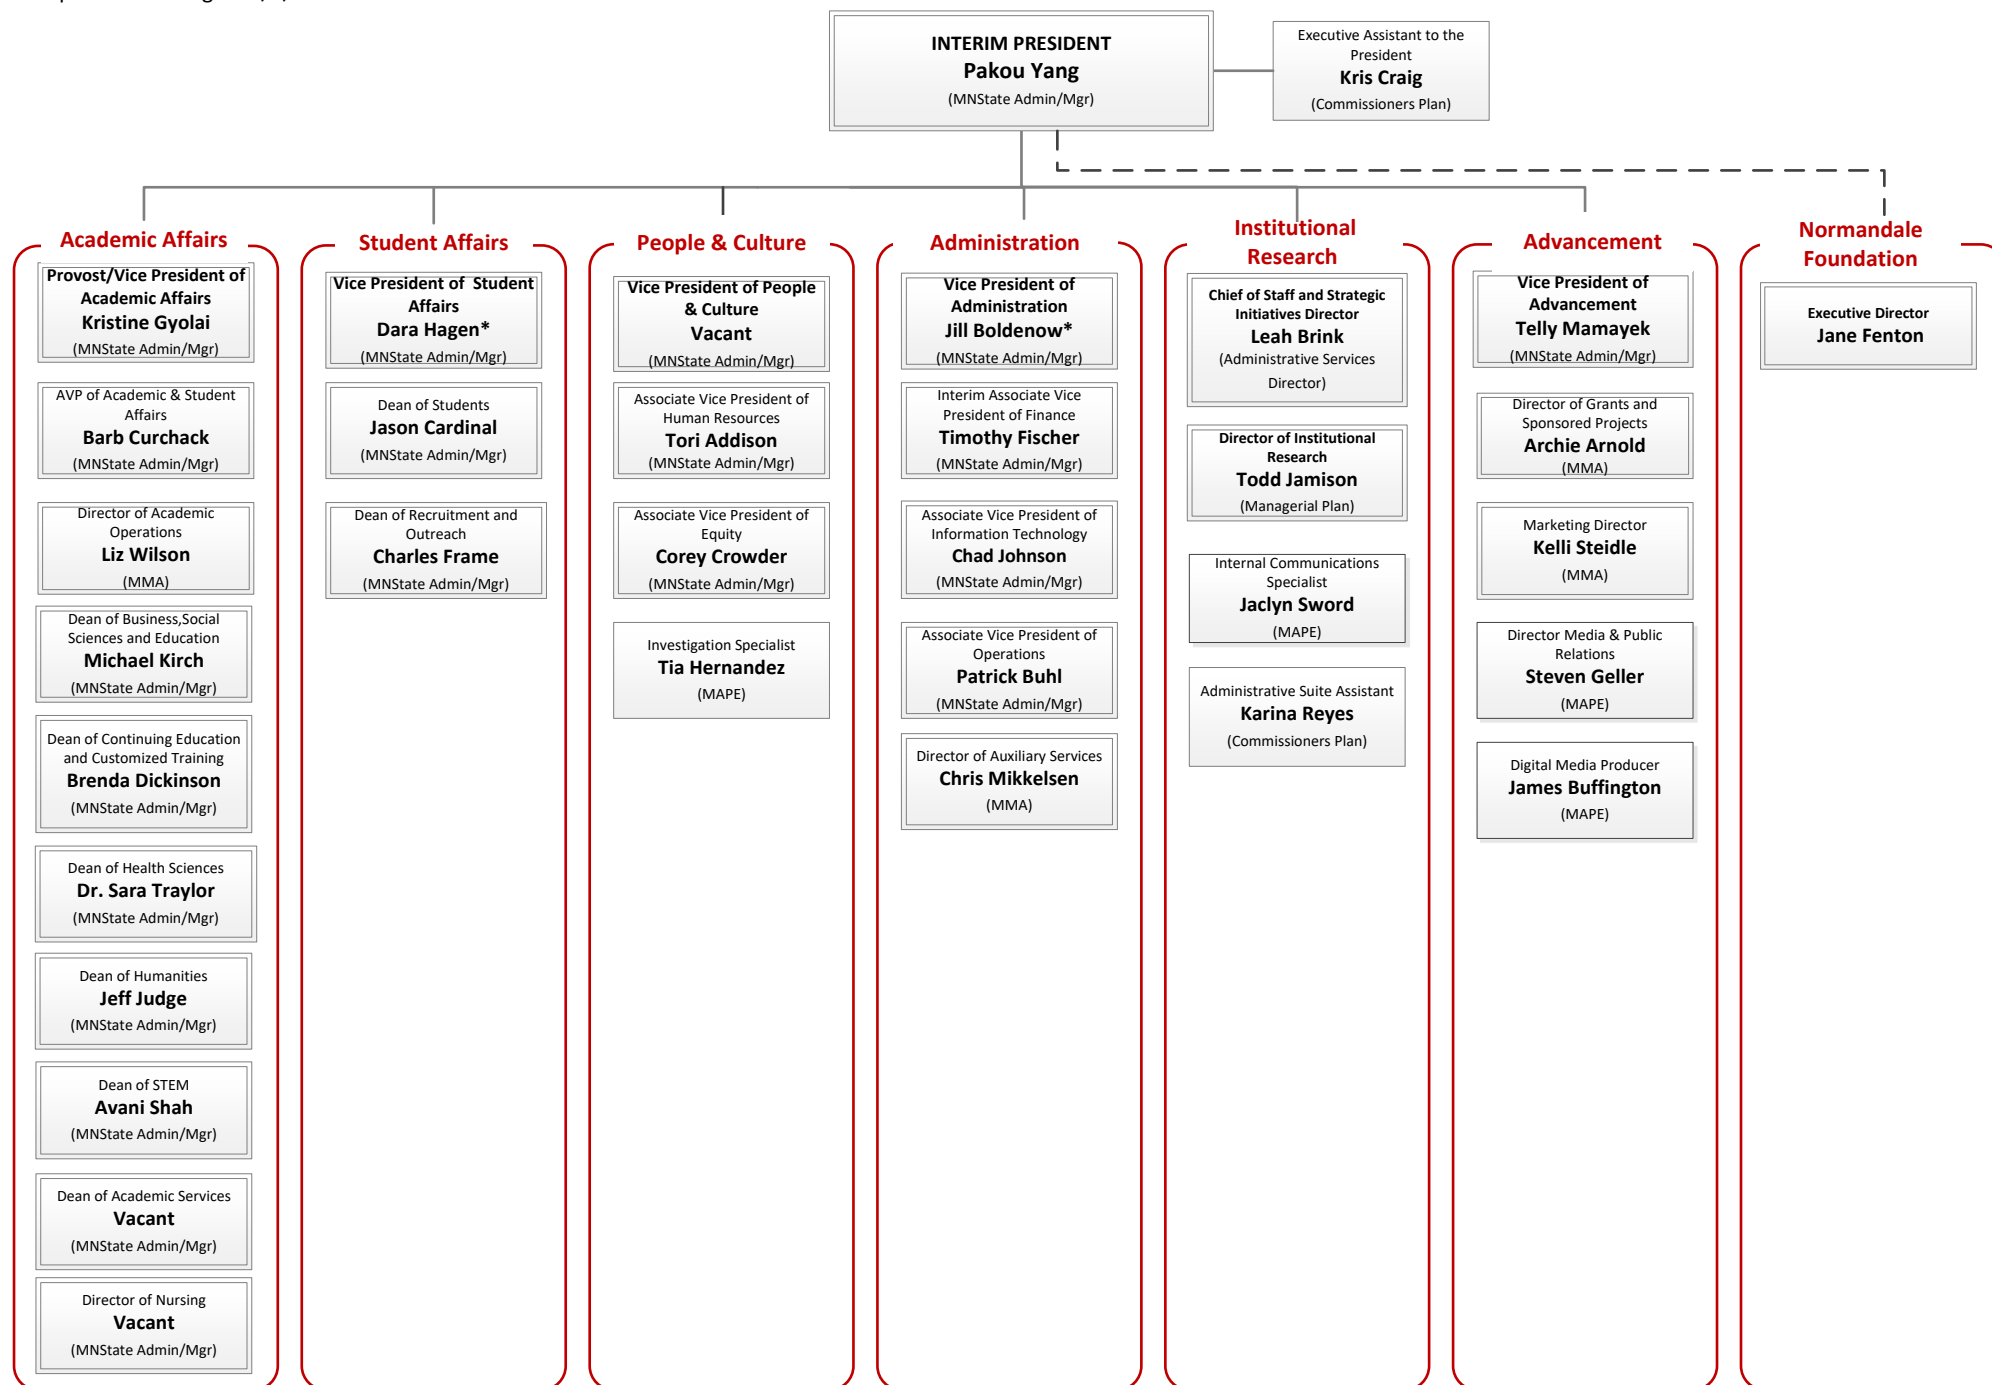 INTERIM PRESIDENT
Pakou Yang
(MNState Admin/Mgr)
Executive Assistant to the
President
Kris Craig
(Commissioners Plan)
Academic Affairs
Provost/Vice President of
Academic Affairs
Kristine Gyolai
(MNState Admin/Mgr)
AVP of Academic & Student
Affairs
Barb Curchack
(MNState Admin/Mgr)
Director of Academic
Operations
Liz Wilson
(MMA)
Dean of Business,Social
Sciences and Education
Michael Kirch
(MNState Admin/Mgr)
Dean of Continuing Education
and Customized Training
Brenda Dickinson
(MNState Admin/Mgr)
Dean of Health Sciences
Dr. Sara Traylor
(MNState Admin/Mgr)
Dean of Humanities
Jeff Judge
(MNState Admin/Mgr)
Dean of STEM
Avani Shah
(MNState Admin/Mgr)
Dean of Academic Services
Vacant
(MNState Admin/Mgr)
Director of Nursing
Vacant
(MNState Admin/Mgr)
Student Affairs
Vice President of Student
Affairs
Dara Hagen*
(MNState Admin/Mgr)
Dean of Students
Jason Cardinal
(MNState Admin/Mgr)
Dean of Recruitment and
Outreach
Charles Frame
(MNState Admin/Mgr)
People & Culture
Vice President of People
& Culture
Vacant
(MNState Admin/Mgr)
Associate Vice President of
Human Resources
Tori Addison
(MNState Admin/Mgr)
Associate Vice President of
Equity
Corey Crowder
(MNState Admin/Mgr)
Investigation Specialist
Tia Hernandez
(MAPE)
Administration
Vice President of
Administration
Jill Boldenow*
(MNState Admin/Mgr)
Interim Associate Vice
President of Finance
Timothy Fischer
(MNState Admin/Mgr)
Associate Vice President of
Information Technology
Chad Johnson
(MNState Admin/Mgr)
Associate Vice President of
Operations
Patrick Buhl
(MNState Admin/Mgr)
Director of Auxiliary Services
Chris Mikkelsen
(MMA)
Institutional
Research
Chief of Staff and Strategic
Initiatives Director
Leah Brink
(Administrative Services
Director)
Director of Institutional
Research
Todd Jamison
(Managerial Plan)
Internal Communications
Specialist
Jaclyn Sword
(MAPE)
Administrative Suite Assistant
Karina Reyes
(Commissioners Plan)
Advancement
Vice President of
Advancement
Telly Mamayek
(MNState Admin/Mgr)
Director of Grants and
Sponsored Projects
Archie Arnold
(MMA)
Marketing Director
Kelli Steidle
(MMA)
Director Media & Public
Relations
Steven Geller
(MAPE)
Digital Media Producer
James Buffington
(MAPE)
Normandale
Foundation
Executive Director
Jane Fenton